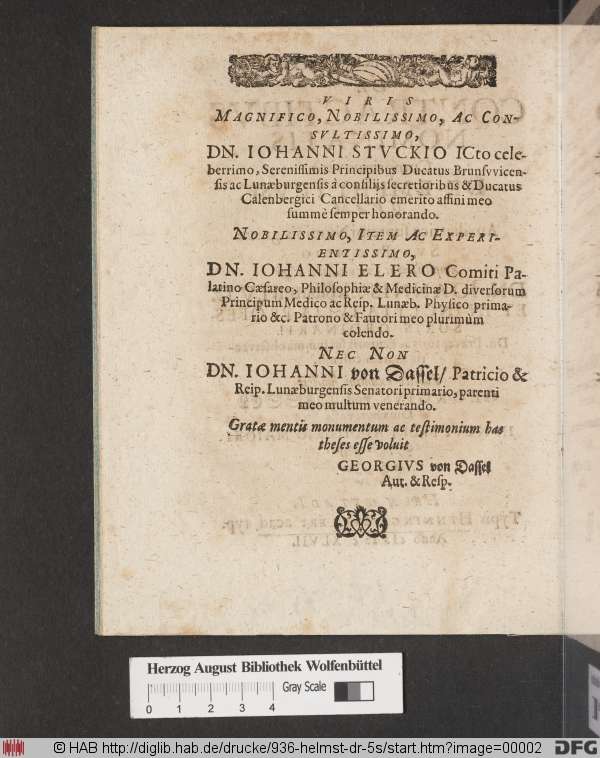 VIRIS
MAGNIFICO, NOBILISSIMO, AC CON-
SVLTISSIMO,
DN. IOHANNI STVCKIO ICto cele-
berrimo, Serenissimis Principibus Ducatus Brunsvvicen-
sis ac Lunæburgensis à consiliis secretioribus & Ducatus
Calenbergici Cancellario emerito affini meo
summè semper honorando.
NOBILISSIMO, ITEM AC EXPERI-
ENTISSIMO,
DN. IOHANNI ELERO Comiti Pa-
latino Cæsareo, Philosophiæ & Medicinæ D. diversorum
Principum Medico ac Reip. Lunæb. Physico prima-
rio &c. Patrono & Fautori meo plurimùm
colendo.
NEC NON
DN. IOHANNI von Dassel/ Patricio &
Reip. Lunæburgensis Senatori primario, parenti
meo multum venerando.
Gratæ mentis monumentum ac testimonium has
theses esse voluit
GEORGIVS von Dassel
Aut. & Resp.
Herzog August Bibliothek Wolfenbüttel
Gray Scale
0 1 2 3 4
© HAB http://diglib.hab.de/drucke/936-helmst-dr-5s/start.htm?image=00002
DFG